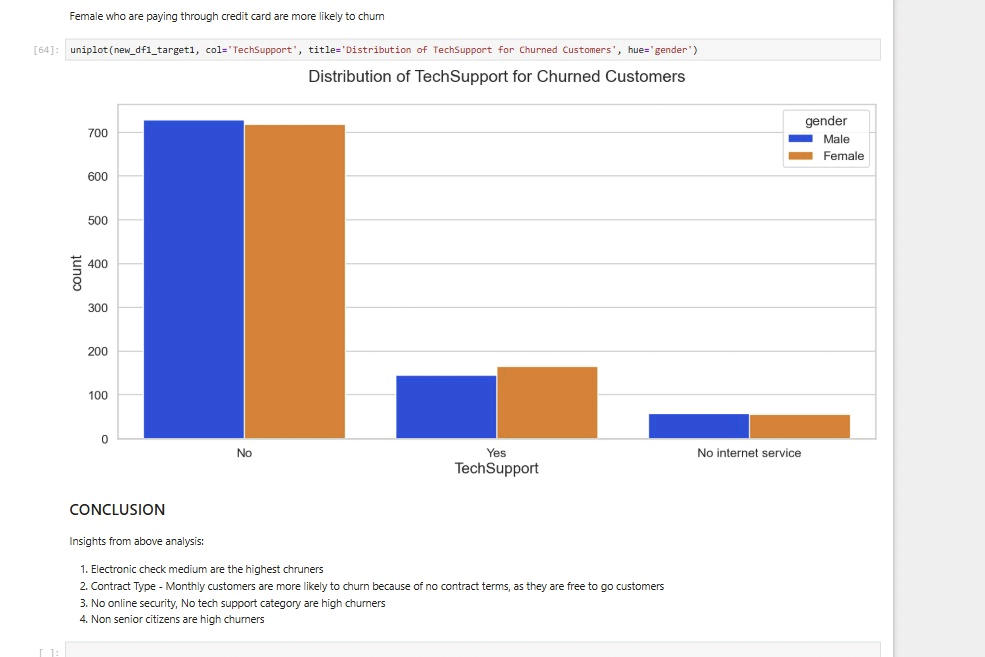 Female who are paying through credit card are more likely to churn
[64]: uniplot(new_df1_target1, col='TechSupport', title='Distribution of TechSupport for Churned Customers', hue='gender')
Distribution of TechSupport for Churned Customers
gender
Male
Female
700
600
500
400
300
200
100
0
count
No
Yes
No internet service
TechSupport
CONCLUSION
Insights from above analysis:
1. Electronic check medium are the highest chruners
2. Contract Type - Monthly customers are more likely to churn because of no contract terms, as they are free to go customers
3. No online security, No tech support category are high churners
4. Non senior citizens are high churners
[ ]: